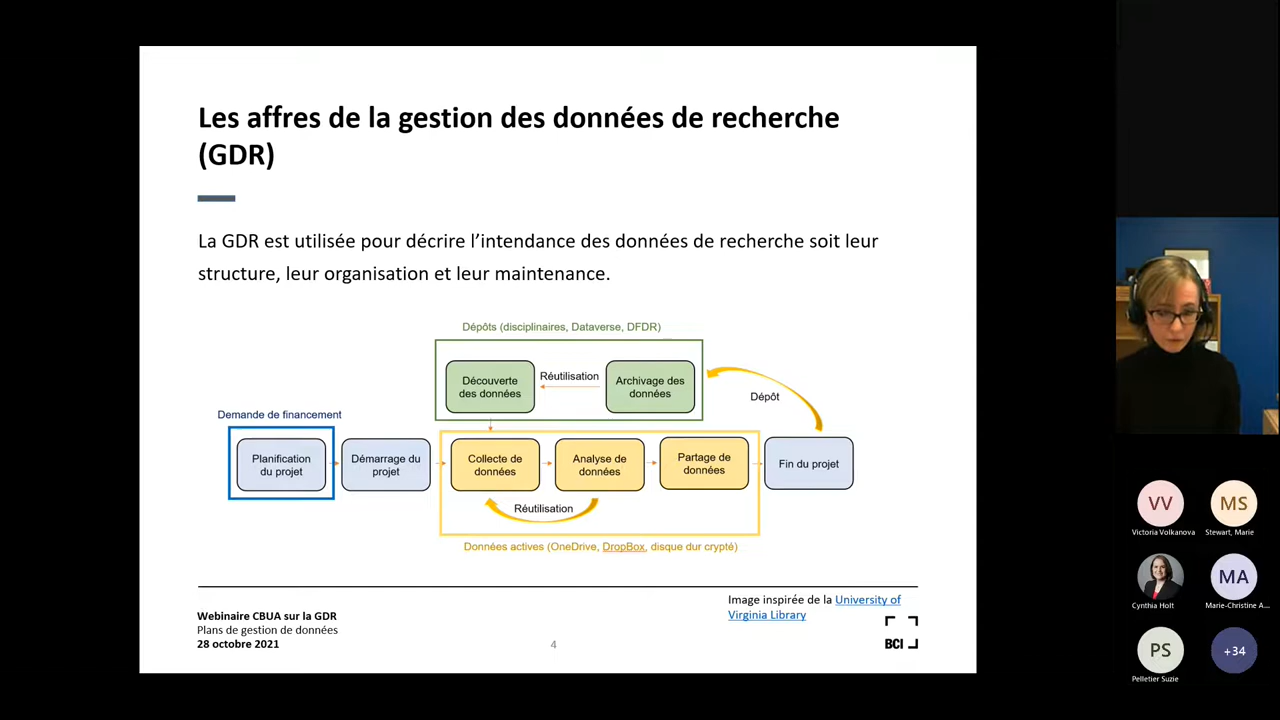 Les affres de la gestion des données de recherche
(GDR)
La GDR est utilisée pour décrire l’intendance des données de recherche soit leur
structure, leur organisation et leur maintenance.
Dépôts (disciplinaires, Dataverse, DFDR)
Découverte
des données
Réutilisation
Archivage des
données
Dépôt
Demande de financement
Planification
du projet
Démarrage du
projet
Collecte de
données
Analyse de
données
Partage de
données
Fin du projet
Réutilisation
Données actives (OneDrive, DropBox, disque dur crypté)
Image inspirée de la University of
Virginia Library
Webinaire CBUA sur la GDR
Plans de gestion de données
28 octobre 2021
4
BCI
VV
Victoria Volkanova
MS
Stewart, Marie
Cynthia Holt
MA
Marie-Christine A...
PS
Pelletier Suzie
+34